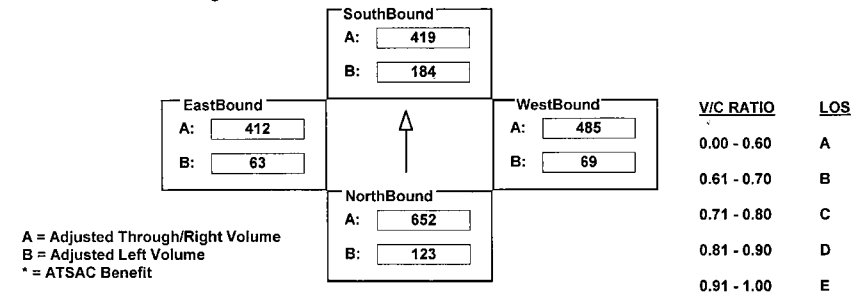 SouthBound
A: 419
B: 184
EastBound
A: 412
B: 63
WestBound
A: 485
B: 69
NorthBound
A: 652
B: 123
A = Adjusted Through/Right Volume
B = Adjusted Left Volume
* = ATSAC Benefit
V/C RATIO LOS
0.00 - 0.60 A
0.61 - 0.70 B
0.71 - 0.80 C
0.81 - 0.90 D
0.91 - 1.00 E